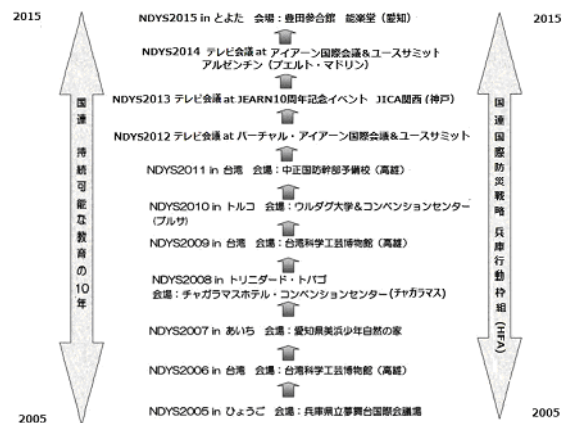 2015
2015
NDYS2015 in とよた　会場：豊田参合館　能楽堂（愛知）
NDYS2014　テレビ会議 at アイアーン国際会議＆ユースサミット
アルゼンチン（プエルト・マドリン）
NDYS2013 テレビ会議 at JEARN10周年記念イベント　JICA関西（神戸）
NDYS2012 テレビ会議 at バーチャル・アイアーン国際会議＆ユースサミット
NDYS2011 in 台湾　会場：中正国防幹部予備校（高雄）
NDYS2010 in トルコ　会場：ウルダグ大学＆コンベンションセンター
（ブルサ）
NDYS2009 in 台湾　会場：台湾科学工芸博物館（高雄）
NDYS2008 in トリニダード・トバゴ
会場：チャガラマスホテル・コンベンションセンター（チャガラマス）
NDYS2007 in あいち　会場：愛知県美浜少年自然の家
NDYS2006 in 台湾　会場：台湾科学工芸博物館（高雄）
NDYS2005 in ひょうご　会場：兵庫県立夢舞台国際会議場
国連　持続可能な教育の10年
国連国際防災戦略 兵庫行動枠組（HFA）
2005
2005